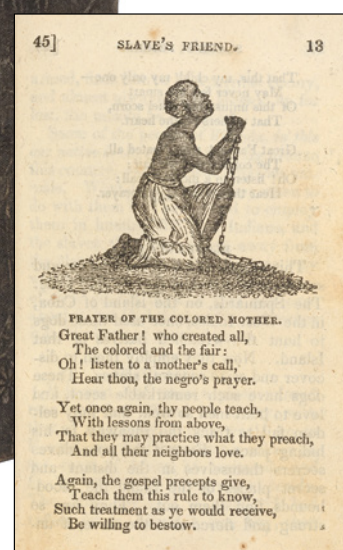 45] SLAVE'S FRIEND. 13
PRAYER OF THE COLORED MOTHER.
Great Father! who created all,
The colored and the fair:
Oh! listen to a mother's call,
Hear thou, the negro's prayer.
Yet once again, thy people teach,
With lessons from above,
That they may practice what they preach,
And all their neighbors love.
Again, the gospel precepts give,
Teach them this rule to know,
Such treatment as ye would receive,
Be willing to bestow.